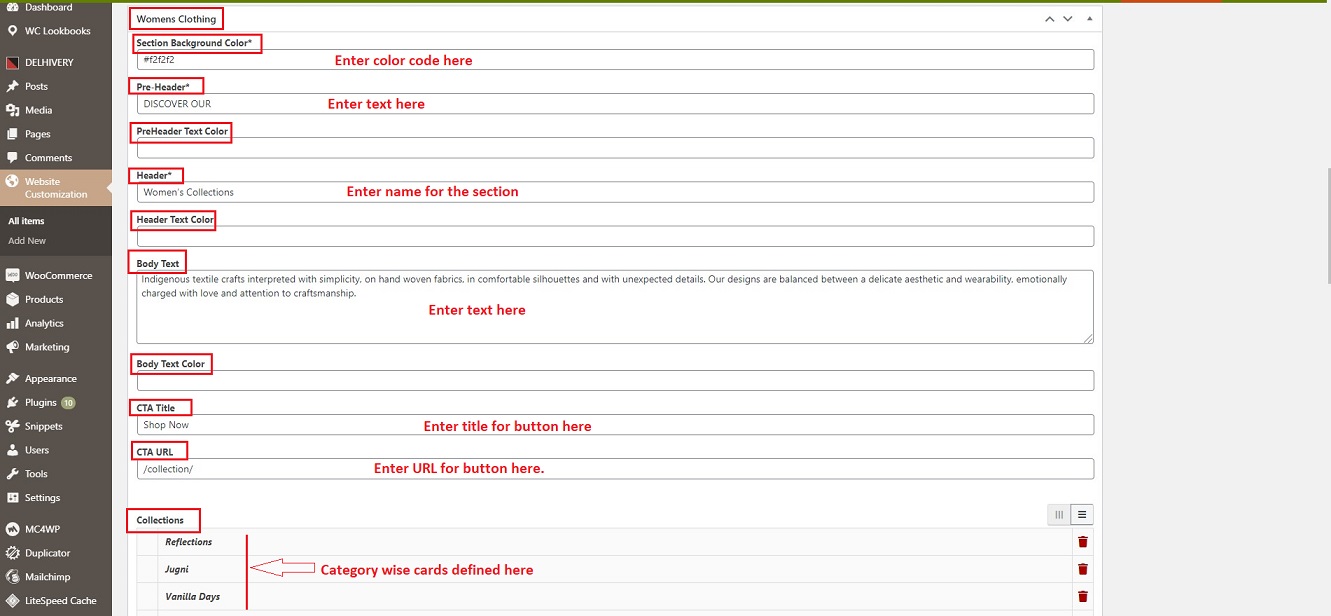 Dashboard
WC Lookbooks
DELHIVERY
Posts
Media
Pages
Comments
Website
Customization
All items
Add New
WooCommerce
Products
Analytics
Marketing
Appearance
Plugins 10
Snippets
Users
Tools
Settings
MC4WP
Duplicator
Mailchimp
LiteSpeed Cache
Womens Clothing
Section Background Color*
#f2f2f2 Enter color code here
Pre-Header*
DISCOVER OUR Enter text here
PreHeader Text Color
Header*
Women's Collections Enter name for the section
Header Text Color
Body Text
Indigenous textile crafts interpreted with simplicity, on hand woven fabrics, in comfortable silhouettes and with unexpected details. Our designs are balanced between a delicate aesthetic and wearability, emotionally
charged with love and attention to craftsmanship.
Enter text here
Body Text Color
CTA Title
Shop Now Enter title for button here
CTA URL
/collection/ Enter URL for button here.
Collections
Reflections
Jugni Category wise cards defined here
Vanilla Days